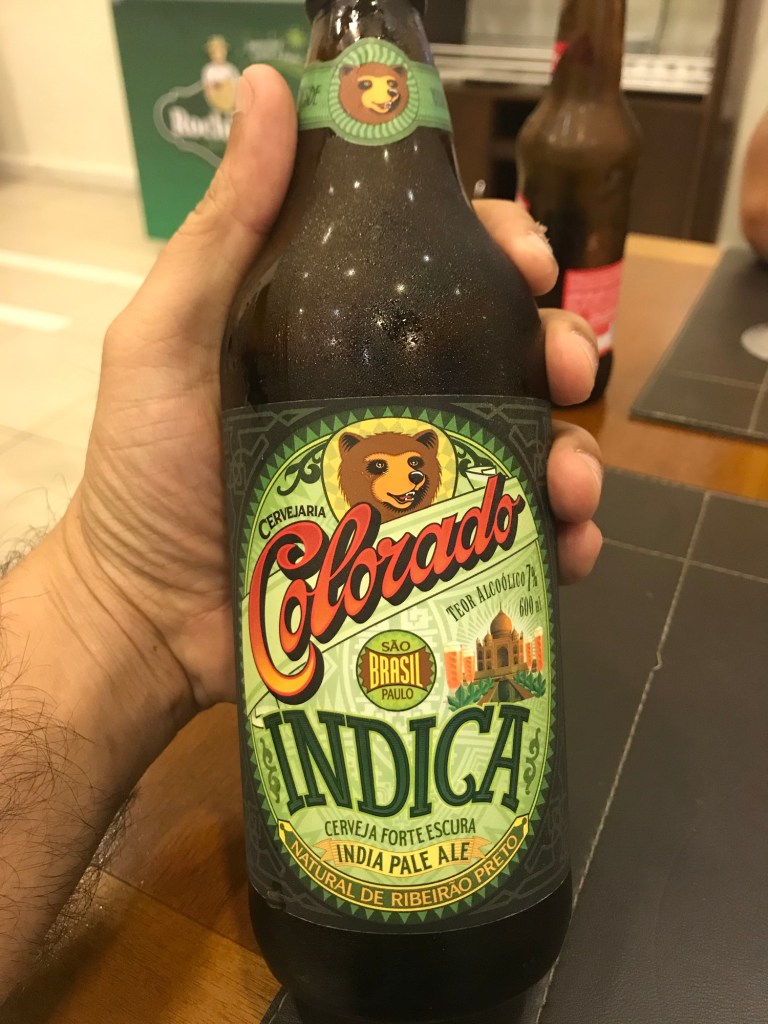 CERVEJARIA
Colorado
TEOR ALCOÓLICO 7%
600 ml
SÃO
BRASIL
PAULO
INDICA
CERVEJA FORTE ESCURA
INDIA PALE ALE
NATURAL DE RIBEIRÃO PRETO